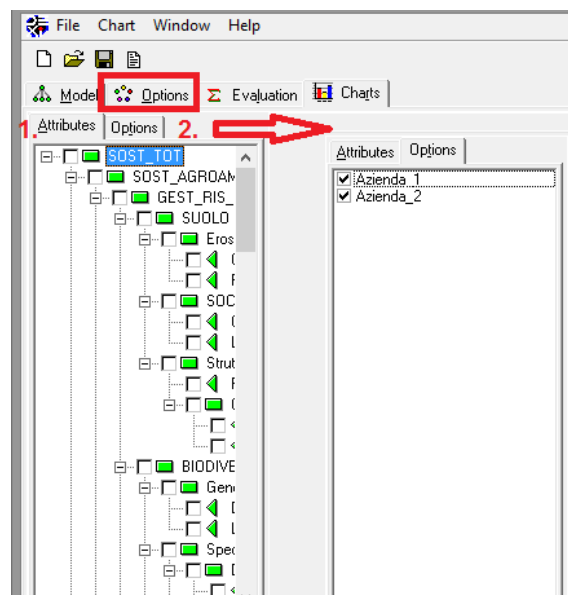 File Chart Window Help
Model Options Evaluation Charts
1. Attributes Options 2.
SOST_TOT
SOST_AGROAM
GEST_RIS_
SUOLO
Eros
SOC
Strut
BIODIVE
Gene
Spec
Attributes Options
Azienda_1
Azienda_2